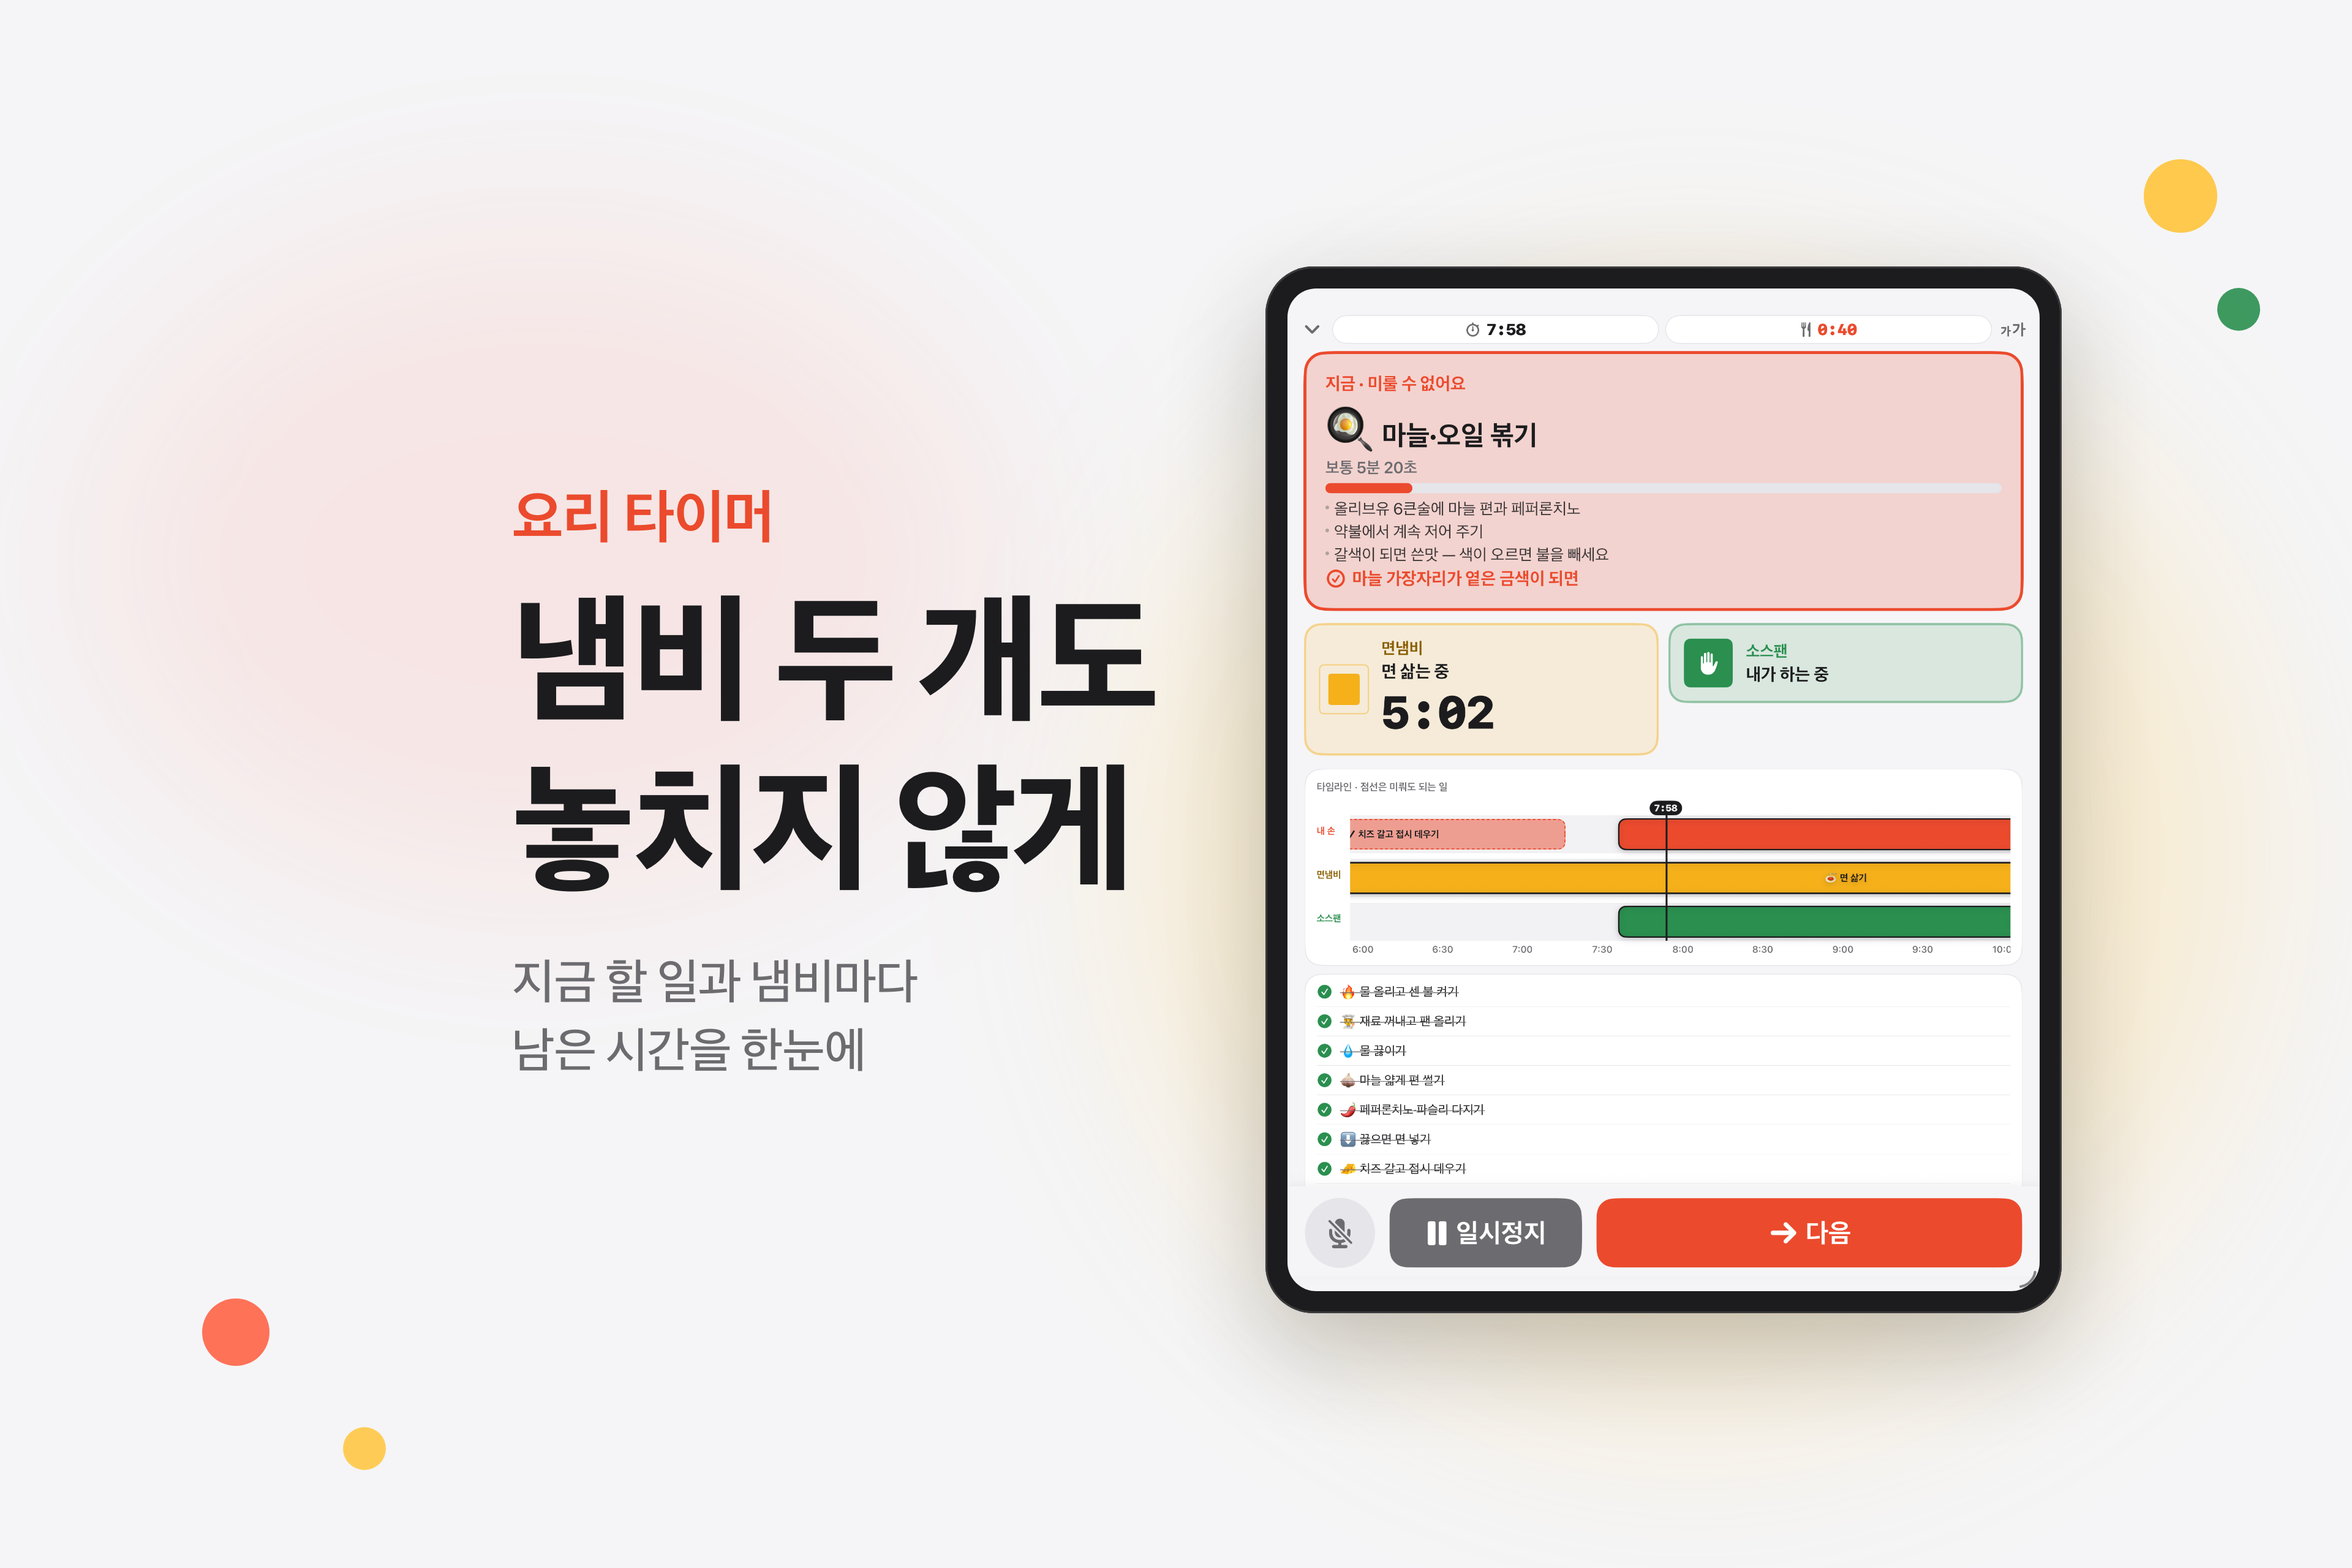 요리 타이머
냄비 두 개도
놓치지 않게
지금 할 일과 냄비마다
남은 시간을 한눈에
7:58
0:40
가가
지금 · 미룰 수 없어요
마늘·오일 볶기
보통 5분 20초
• 올리브유 6큰술에 마늘 편과 페퍼론치노
• 약불에서 계속 저어 주기
• 갈색이 되면 쓴맛 — 색이 오르면 불을 빼세요
마늘 가장자리가 옅은 금색이 되면
면냄비
면 삶는 중
5:02
소스팬
내가 하는 중
타임라인 · 점선은 미뤄도 되는 일
7:58
내 손
치즈 갈고 접시 데우기
면냄비
면 삶기
소스팬
6:00 6:30 7:00 7:30 8:00 8:30 9:00 9:30 10:0
물 올리고 센 불 켜기
재료 꺼내고 팬 올리기
물 끓이기
마늘 얇게 편 썰기
페퍼론치노·파슬리 다지기
끓으면 면 넣기
치즈 갈고 접시 데우기
일시정지
다음